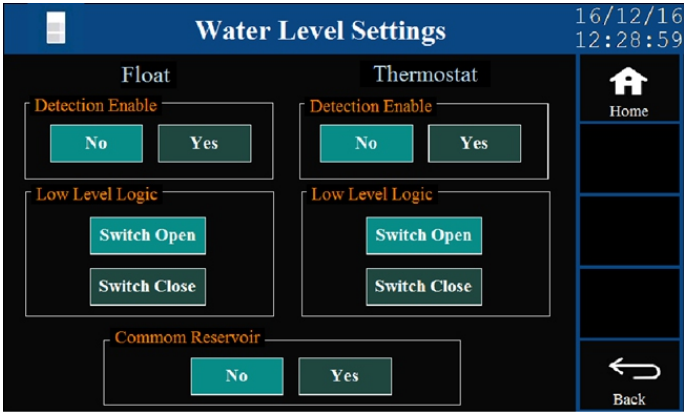 Water Level Settings
16/12/16
12:28:59
Float
Thermostat
Detection Enable
No Yes
Detection Enable
No Yes
Low Level Logic
Switch Open
Switch Close
Low Level Logic
Switch Open
Switch Close
Commom Reservoir
No Yes
Home
Back